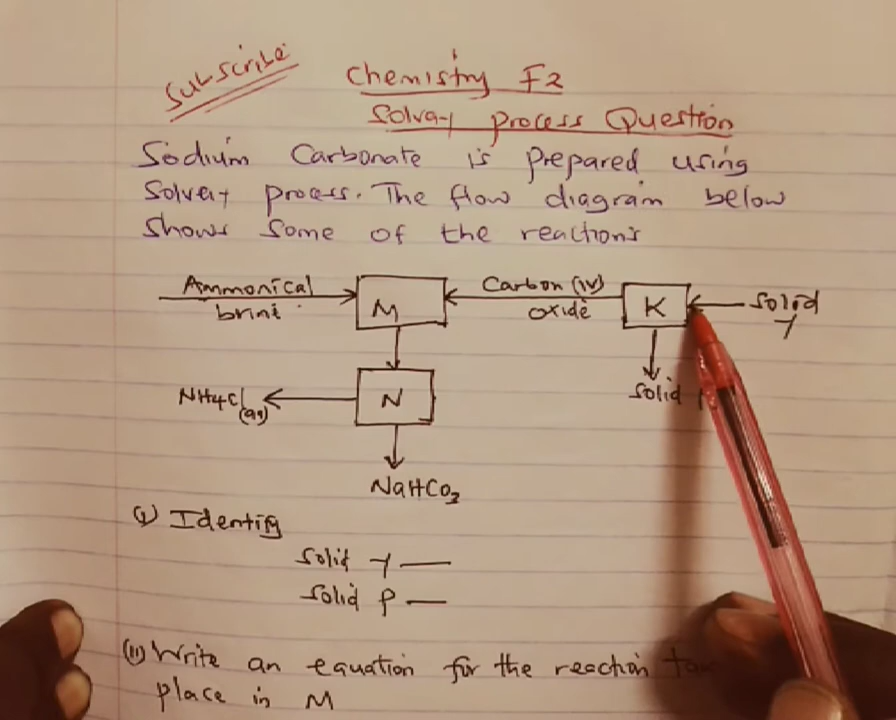 Subscribe
Chemistry F2
Solvay process Question
Sodium Carbonate is prepared using
Solvay process. The flow diagram below
shows some of the reactions
Ammonical
brine
M
Carbon (iv)
oxide
K
Solid
Y
NH4Cl(aq)
N
Solid
NaHCO3
(i) Identify
Solid Y —
Solid P —
(ii) Write an equation for the reaction
place in M